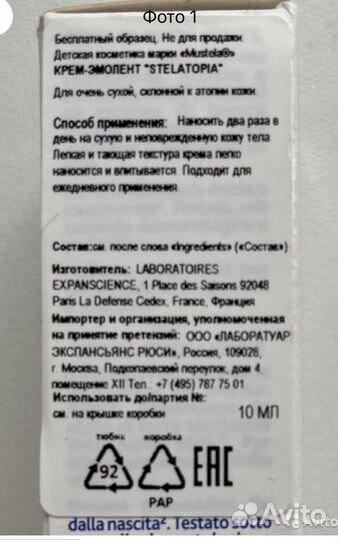 Фото 1
Бесплатный образец. Не для продажи.
Детская косметика марки «Mustela®»
КРЕМ-ЭМОЛЕНТ "STELATOPIA"
Для очень сухой, склонной к атопии кожи.
Способ применения: Наносить два раза в
день на сухую и неповрежденную кожу тела.
Легкая и тающая текстура крема легко
наносится и впитывается. Подходит для
ежедневного применения.
Состав:см. после слова «Ingredients» («Состав»)
Изготовитель: LABORATOIRES
EXPANSCIENCE, 1 Place des Saisons 92048
Paris La Defense Cedex, France, Франция
Импортер и организация, уполномоченная
на принятие претензий: ООО «ЛАБОРАТУАР
ЭКСПАНСЬЯНС РЮСИ», Россия, 109028,
г. Москва, Подкопаевский переулок, дом 4,
помещение XII Тел.: +7 (495) 787 75 01
Использовать до/партия №:
см. на крышке коробки 10 МЛ
тюбик коробка
92 EAC
PAP
dalla nascita². Testato sotto
Avito